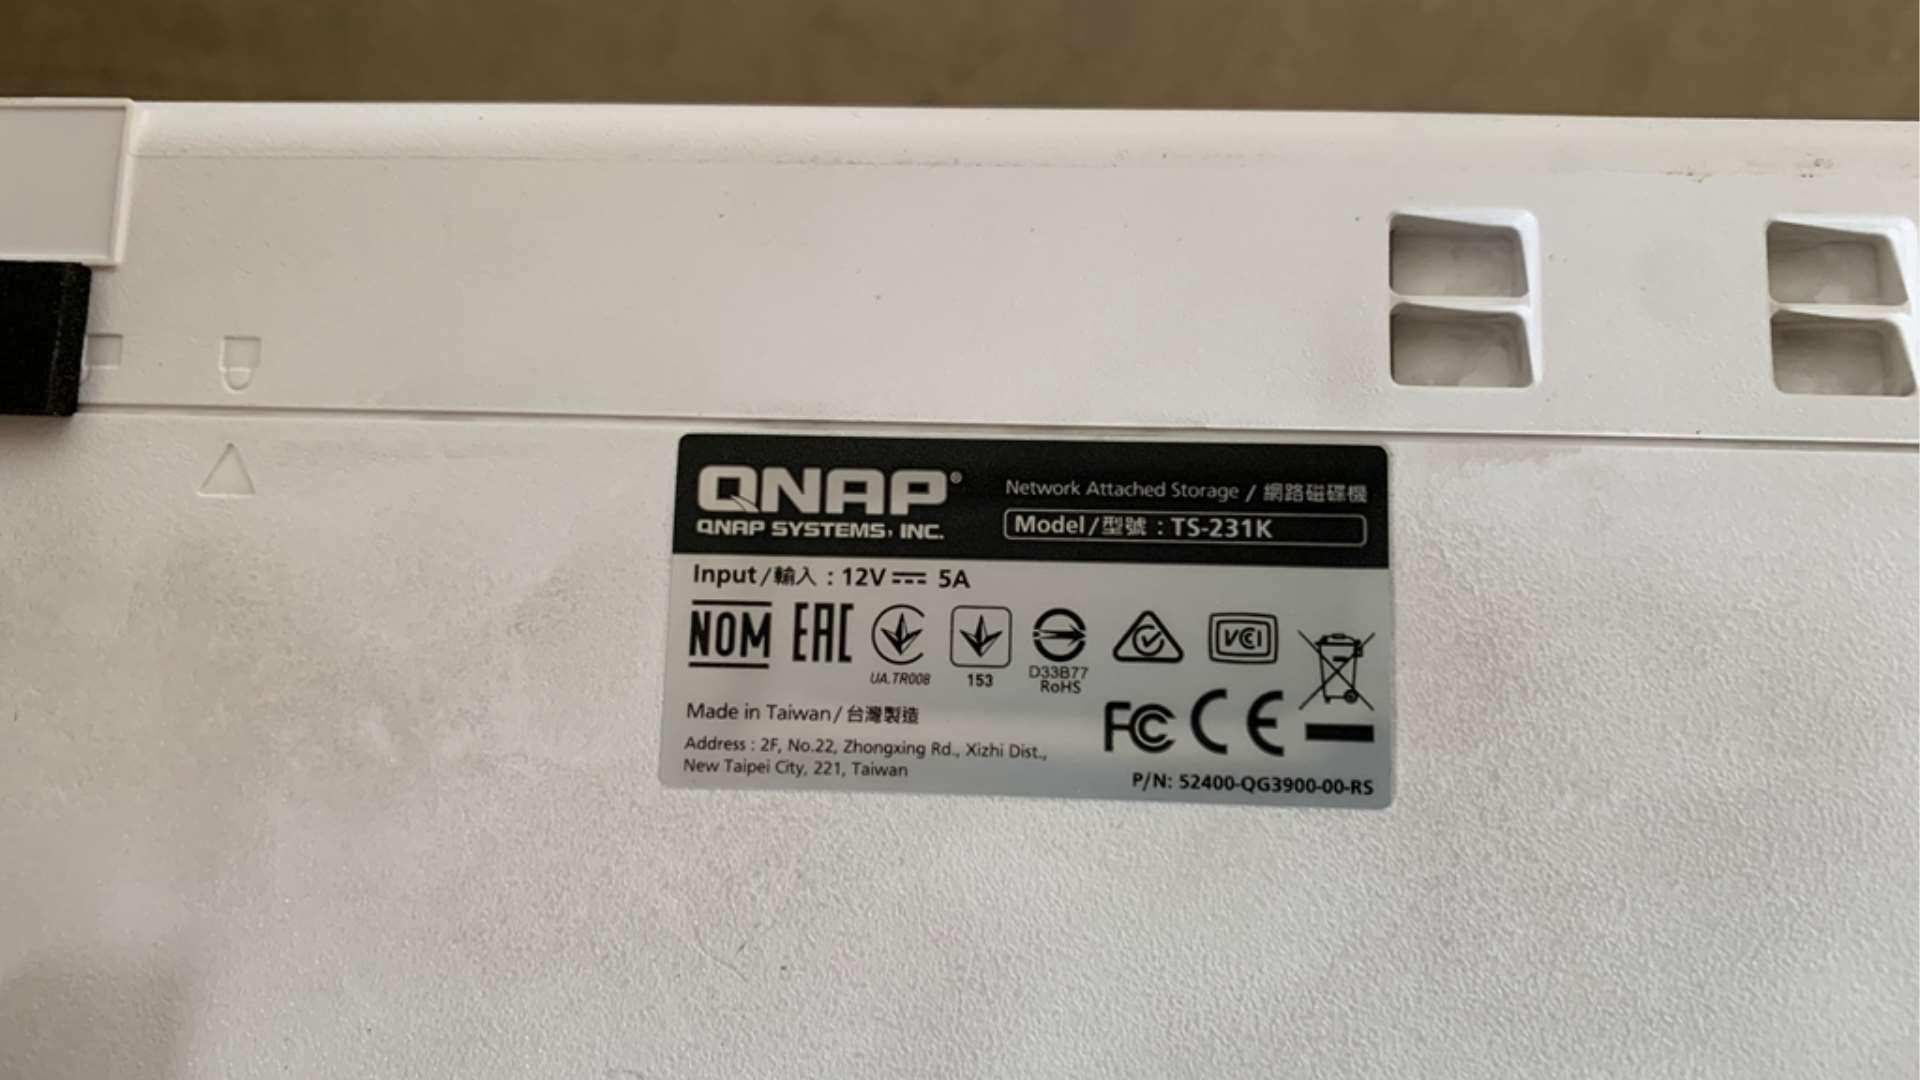 QNAP®
QNAP SYSTEMS, INC.
Network Attached Storage / 網路磁碟機
Model/型號 : TS-231K
Input/輸入 : 12V 5A
NOM EAC
UA.TR008
153
D33B77
RoHS
VCI
Made in Taiwan/台灣製造
FC CE
Address : 2F, No.22, Zhongxing Rd., Xizhi Dist.,
New Taipei City, 221, Taiwan
P/N: 52400-QG3900-00-RS